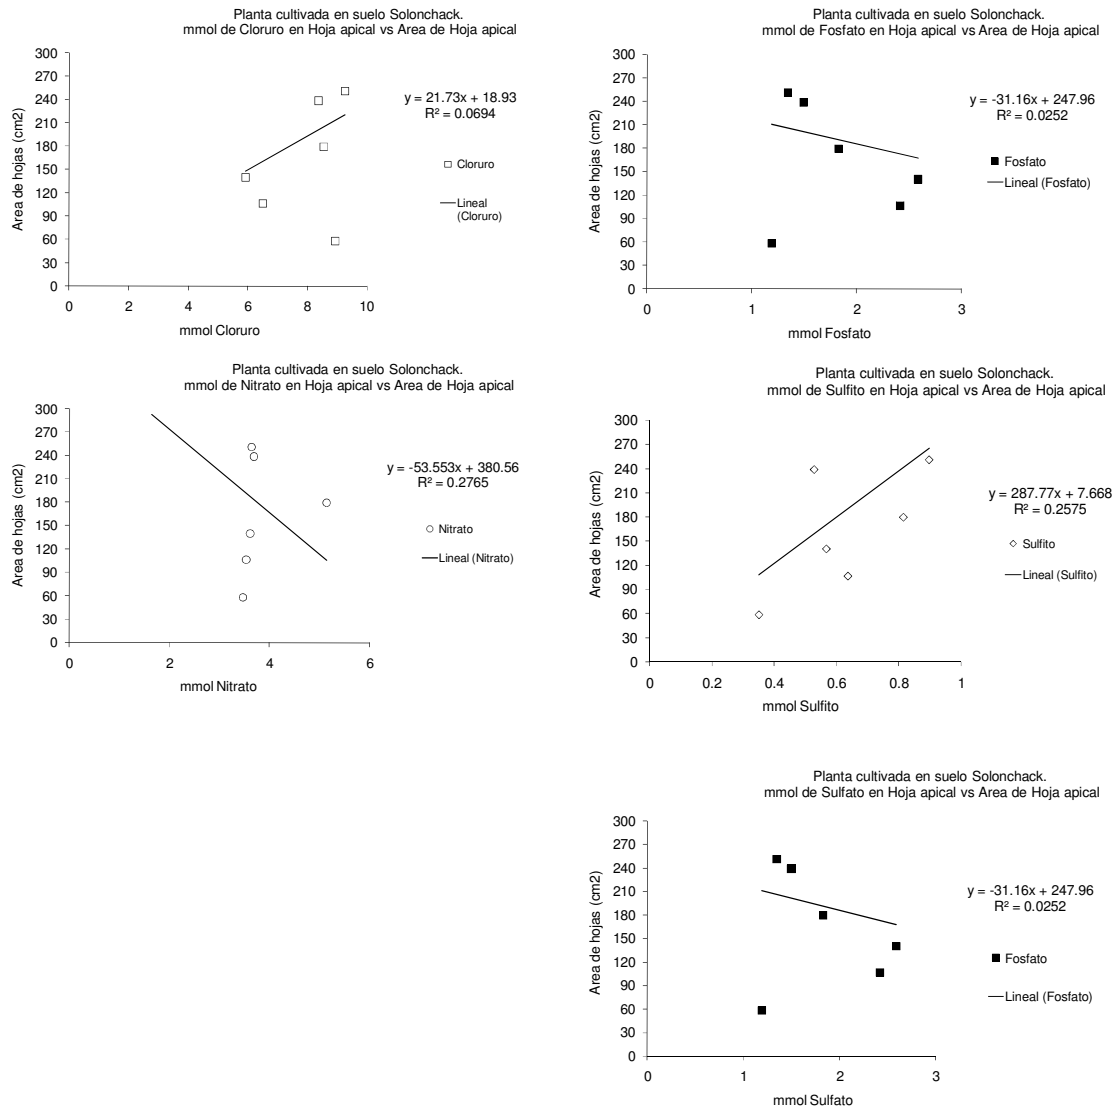 Planta cultivada en suelo Solonchack.
mmol de Cloruro en Hoja apical vs Area de Hoja apical
300
270
240
210
180
150
120
90
60
30
0
Area de hojas (cm2)
0 2 4 6 8 10
mmol Cloruro
y = 21.73x + 18.93
R² = 0.0694
Cloruro
Lineal
(Cloruro)
Planta cultivada en suelo Solonchack.
mmol de Fosfato en Hoja apical vs Area de Hoja apical
300
270
240
210
180
150
120
90
60
30
0
Area de hojas (cm2)
0 1 2 3
mmol Fosfato
y = -31.16x + 247.96
R² = 0.0252
Fosfato
Lineal (Fosfato)
Planta cultivada en suelo Solonchack.
mmol de Nitrato en Hoja apical vs Area de Hoja apical
300
270
240
210
180
150
120
90
60
30
0
Area de hojas (cm2)
0 2 4 6
mmol Nitrato
y = -53.553x + 380.56
R² = 0.2765
Nitrato
Lineal (Nitrato)
Planta cultivada en suelo Solonchack.
mmol de Sulfito en Hoja apical vs Area de Hoja apical
300
270
240
210
180
150
120
90
60
30
0
Area de hojas (cm2)
0 0.2 0.4 0.6 0.8 1
mmol Sulfito
y = 287.77x + 7.668
R² = 0.2575
Sulfito
Lineal (Sulfito)
Planta cultivada en suelo Solonchack.
mmol de Sulfato en Hoja apical vs Area de Hoja apical
300
270
240
210
180
150
120
90
60
30
0
Area de hojas (cm2)
0 1 2 3
mmol Sulfato
y = -31.16x + 247.96
R² = 0.0252
Fosfato
Lineal (Fosfato)